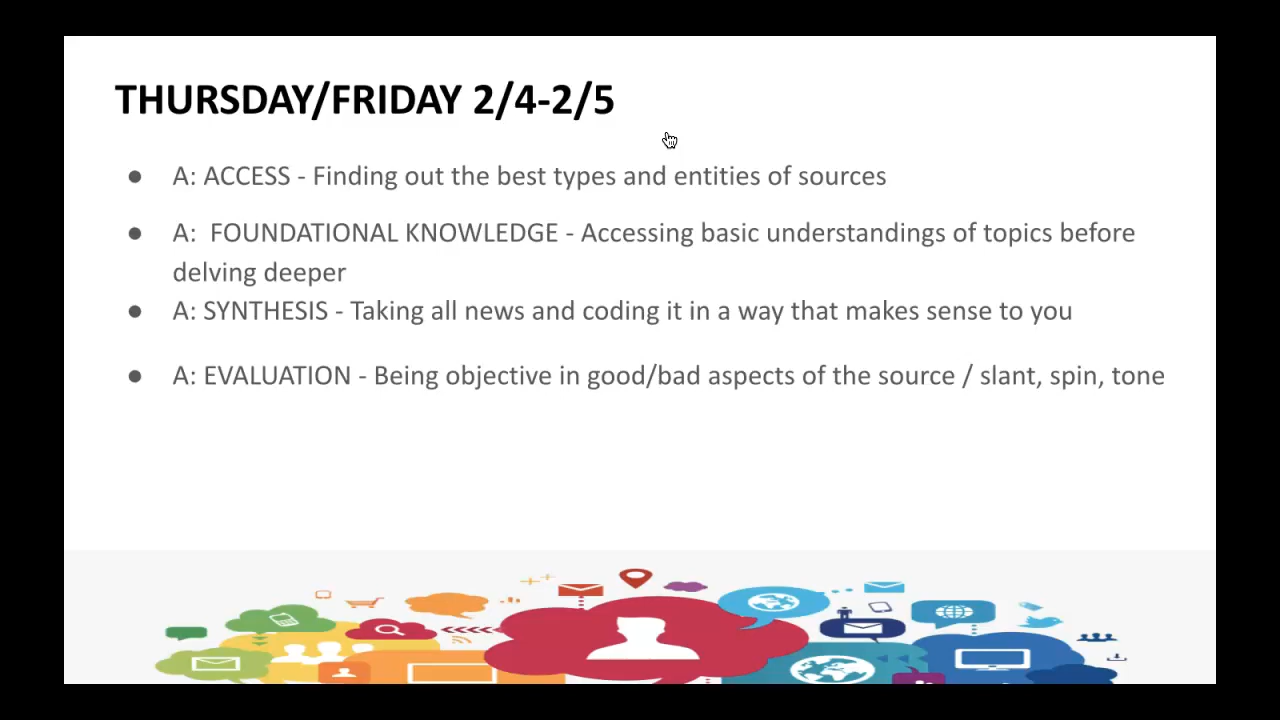 THURSDAY/FRIDAY 2/4-2/5
● A: ACCESS - Finding out the best types and entities of sources
● A:  FOUNDATIONAL KNOWLEDGE - Accessing basic understandings of topics before
delving deeper
● A: SYNTHESIS - Taking all news and coding it in a way that makes sense to you
● A: EVALUATION - Being objective in good/bad aspects of the source / slant, spin, tone